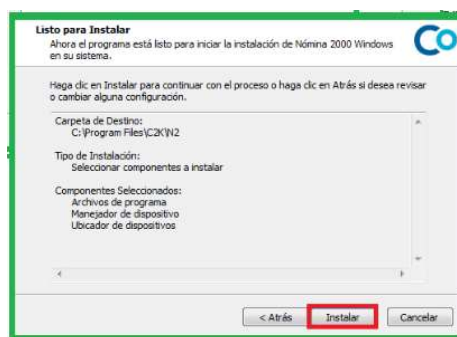 Listo para Instalar
Ahora el programa está listo para iniciar la instalación de Nómina 2000 Windows
en su sistema.
Co
Haga clic en Instalar para continuar con el proceso o haga clic en Atrás si desea revisar
o cambiar alguna configuración.
Carpeta de Destino:
C:\Program Files\C2K\N2
Tipo de Instalación:
Seleccionar componentes a instalar
Componentes Seleccionados:
Archivos de programa
Manejador de dispositivo
Ubicador de dispositivos
< Atrás Instalar Cancelar